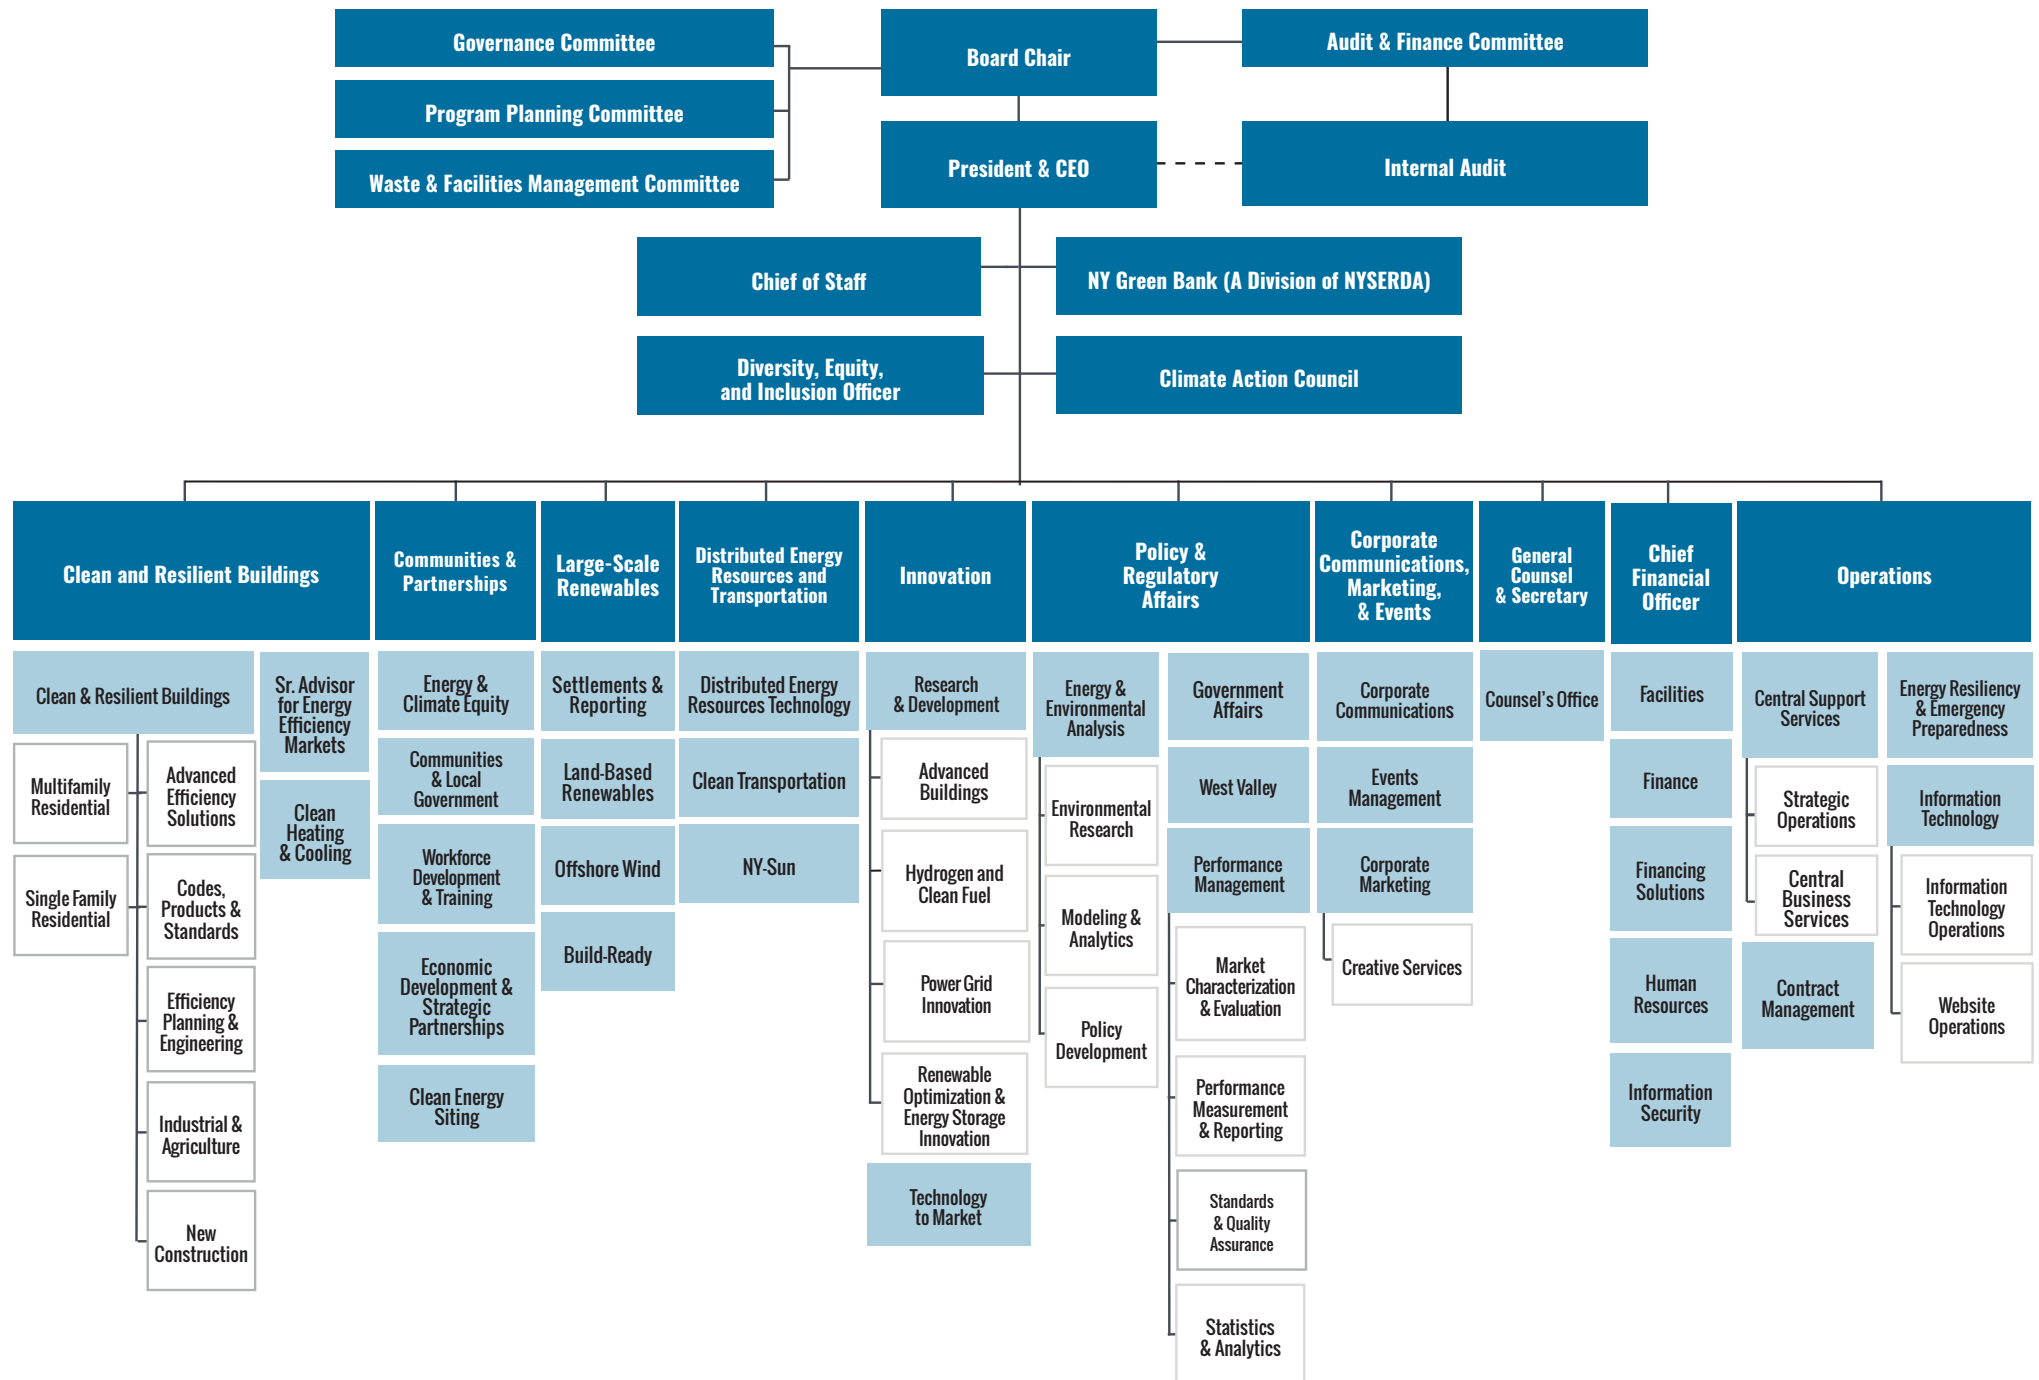 Governance Committee
Program Planning Committee
Waste & Facilities Management Committee
Board Chair
President & CEO
Audit & Finance Committee
Internal Audit
Chief of Staff
NY Green Bank (A Division of NYSERDA)
Diversity, Equity,
and Inclusion Officer
Climate Action Council
Clean and Resilient Buildings
Communities &
Partnerships
Large-Scale
Renewables
Distributed Energy
Resources and
Transportation
Innovation
Policy &
Regulatory
Affairs
Corporate
Communications,
Marketing,
& Events
General
Counsel
& Secretary
Chief
Financial
Officer
Operations
Clean & Resilient Buildings
Multifamily
Residential
Single Family
Residential
Advanced
Efficiency
Solutions
Codes,
Products &
Standards
Efficiency
Planning &
Engineering
Industrial &
Agriculture
New
Construction
Sr. Advisor
for Energy
Efficiency
Markets
Clean
Heating
& Cooling
Energy &
Climate Equity
Communities
& Local
Government
Workforce
Development
& Training
Economic
Development &
Strategic
Partnerships
Clean Energy
Siting
Settlements &
Reporting
Land-Based
Renewables
Offshore Wind
Build-Ready
Distributed Energy
Resources Technology
Clean Transportation
NY-Sun
Research
& Development
Advanced
Buildings
Hydrogen and
Clean Fuel
Power Grid
Innovation
Renewable
Optimization &
Energy Storage
Innovation
Technology
to Market
Energy &
Environmental
Analysis
Environmental
Research
Modeling &
Analytics
Policy
Development
Government
Affairs
West Valley
Performance
Management
Market
Characterization
& Evaluation
Performance
Measurement
& Reporting
Standards
& Quality
Assurance
Statistics
& Analytics
Corporate
Communications
Events
Management
Corporate
Marketing
Creative Services
Counsel's Office
Facilities
Finance
Financing
Solutions
Human
Resources
Information
Security
Central Support
Services
Strategic
Operations
Central
Business
Services
Contract
Management
Energy Resiliency
& Emergency
Preparedness
Information
Technology
Information
Technology
Operations
Website
Operations